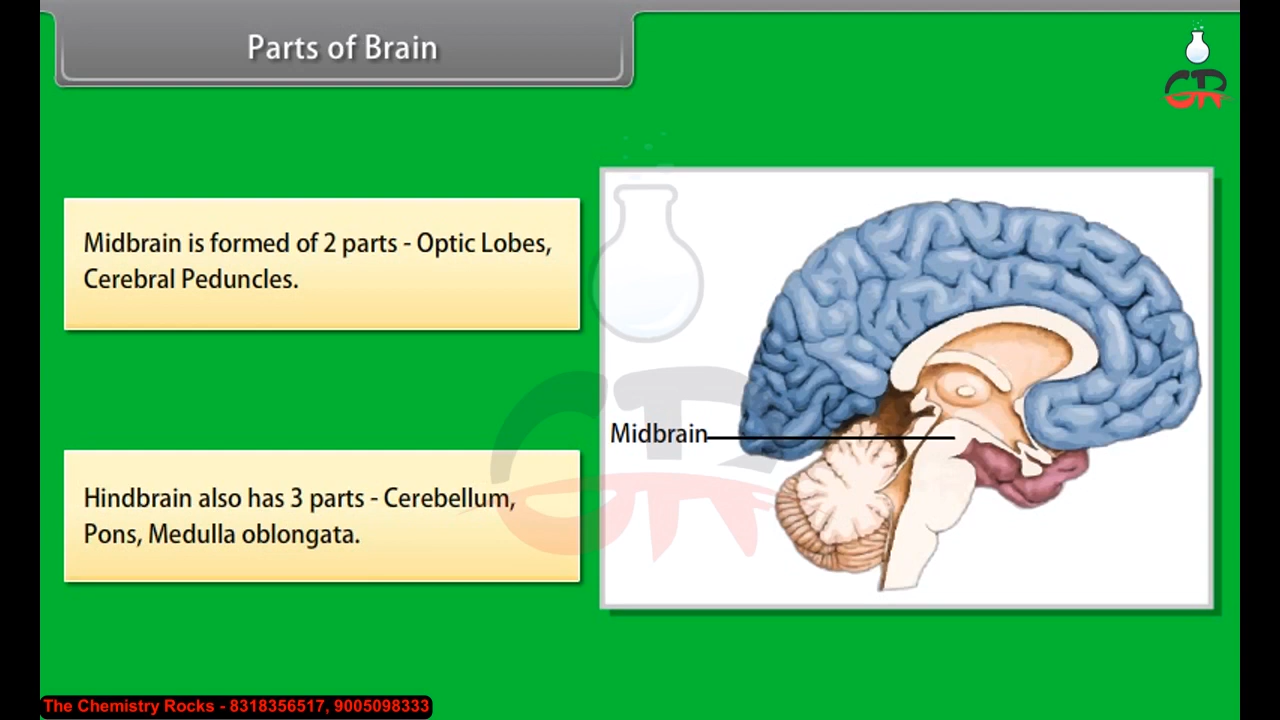 Parts of Brain
GR
Midbrain is formed of 2 parts - Optic Lobes,
Cerebral Peduncles.
Midbrain
Hindbrain also has 3 parts - Cerebellum,
Pons, Medulla oblongata.
The Chemistry Rocks - 8318356517, 9005098333